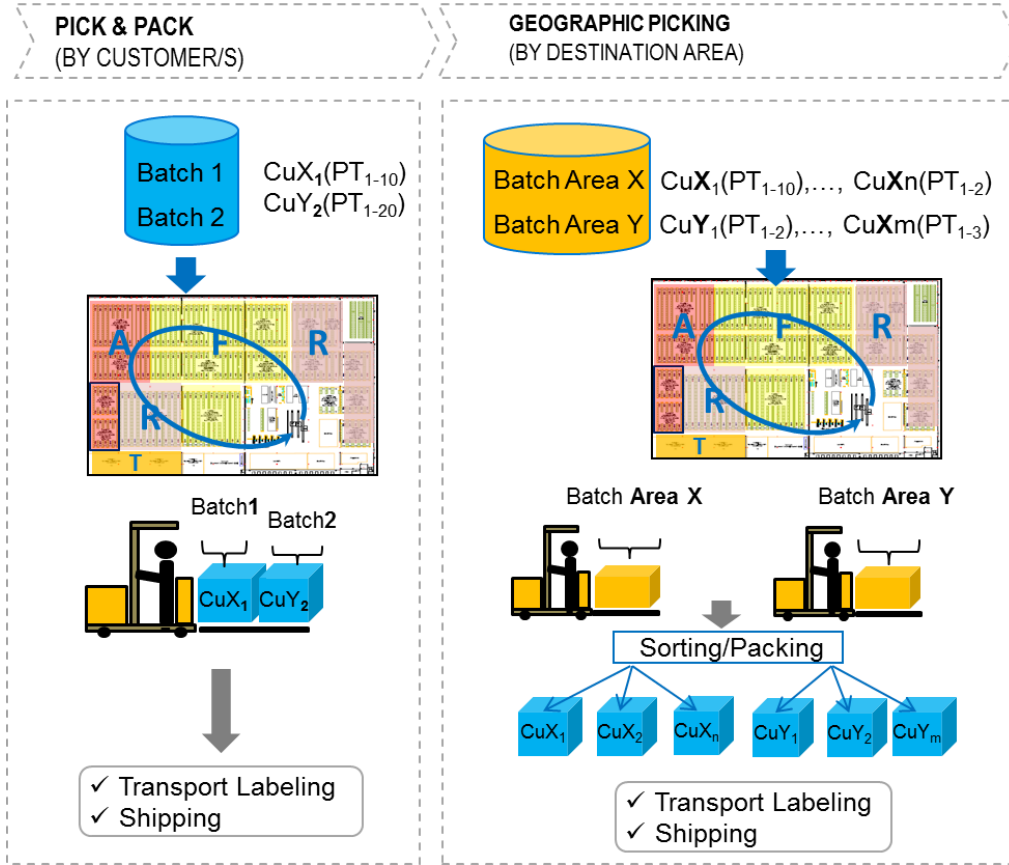 PICK & PACK
(BY CUSTOMER/S)
Batch 1
Batch 2
CuX₁(PT₁₋₁₀)
CuY₂(PT₁₋₂₀)
A
F
R
R
T
Batch1
Batch2
CuX₁
CuY₂
✓ Transport Labeling
✓ Shipping
GEOGRAPHIC PICKING
(BY DESTINATION AREA)
Batch Area X
CuX₁(PT₁₋₁₀),…, CuXn(PT₁₋₂)
Batch Area Y
CuY₁(PT₁₋₂),…, CuXm(PT₁₋₃)
A
F
R
R
T
Batch Area X
Batch Area Y
Sorting/Packing
CuX₁
CuX₂
CuXₙ
CuY₁
CuY₂
CuYₘ
✓ Transport Labeling
✓ Shipping